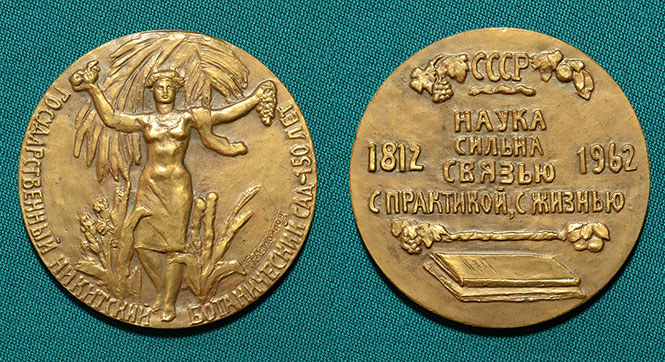 ГОСУДАРСТВЕННЫЙ НИКИТСКИЙ БОТАНИЧЕСКИЙ САД-150 ЛЕТ
СССР
НАУКА
СИЛЬНА
1812 СВЯЗЬЮ 1962
С ПРАКТИКОЙ, С ЖИЗНЬЮ